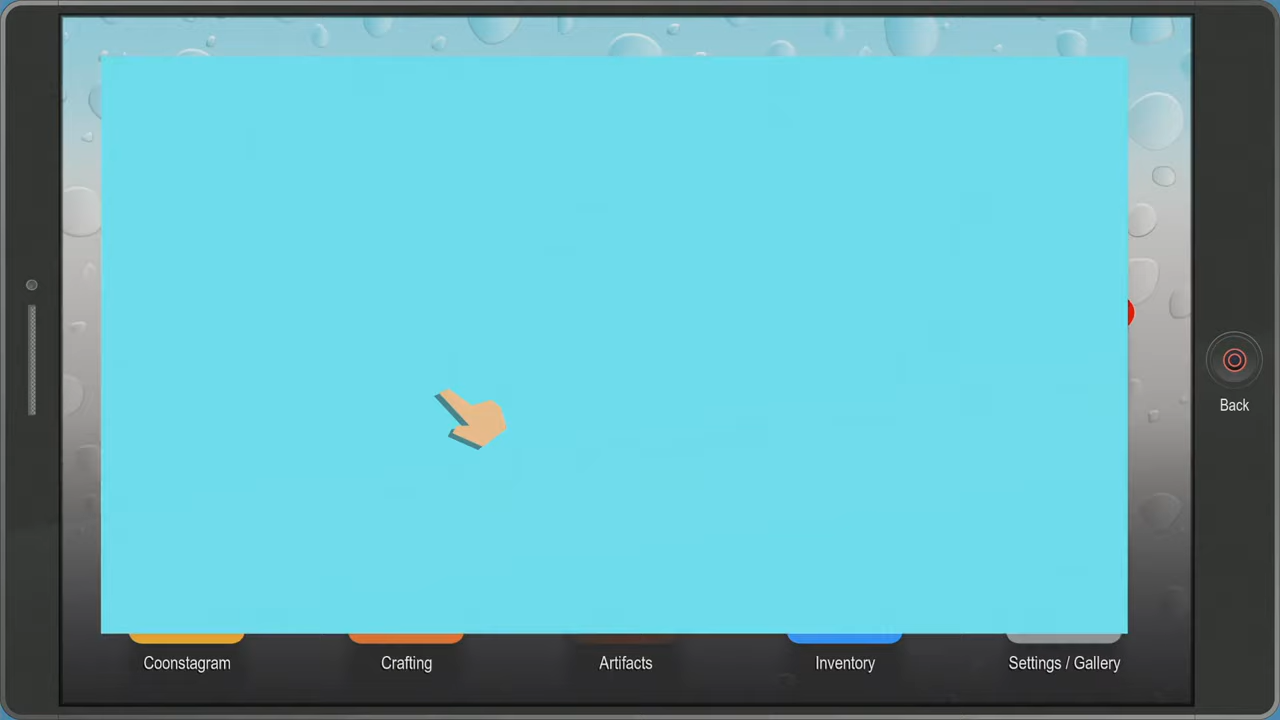 Back
Coonstagram
Crafting
Artifacts
Inventory
Settings / Gallery